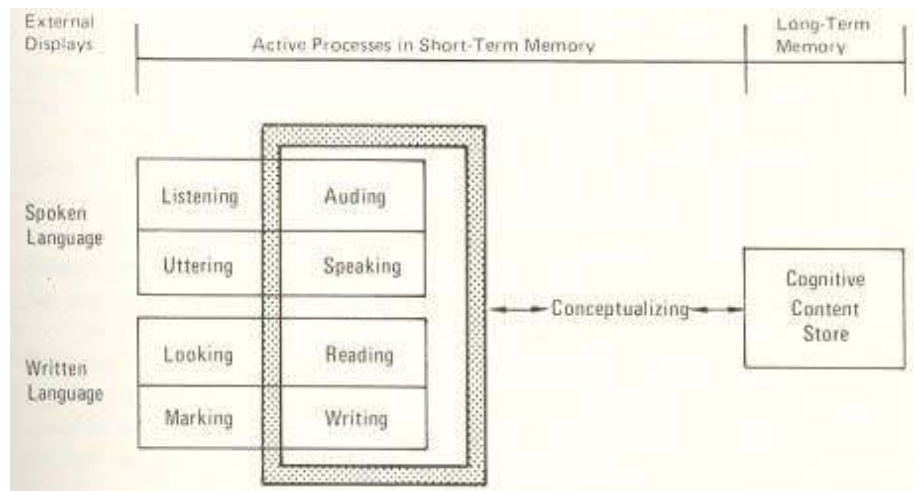 External
Displays
Active Processes in Short-Term Memory
Long-Term
Memory
Spoken
Language
Listening
Auding
Uttering
Speaking
Conceptualizing
Cognitive
Content
Store
Written
Language
Looking
Reading
Marking
Writing